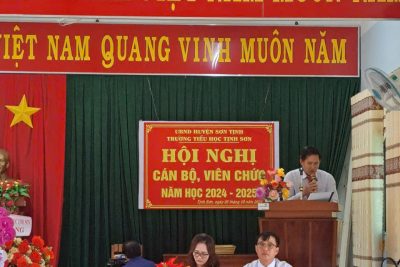 VIỆT NAM QUANG VINH MUÔN NĂM
UBND HUYỆN SƠN TỊNH
TRƯỜNG TIỂU HỌC TỊNH SƠN
HỘI NGHỊ
CÁN BỘ, VIÊN CHỨC
NĂM HỌC 2024 - 2025